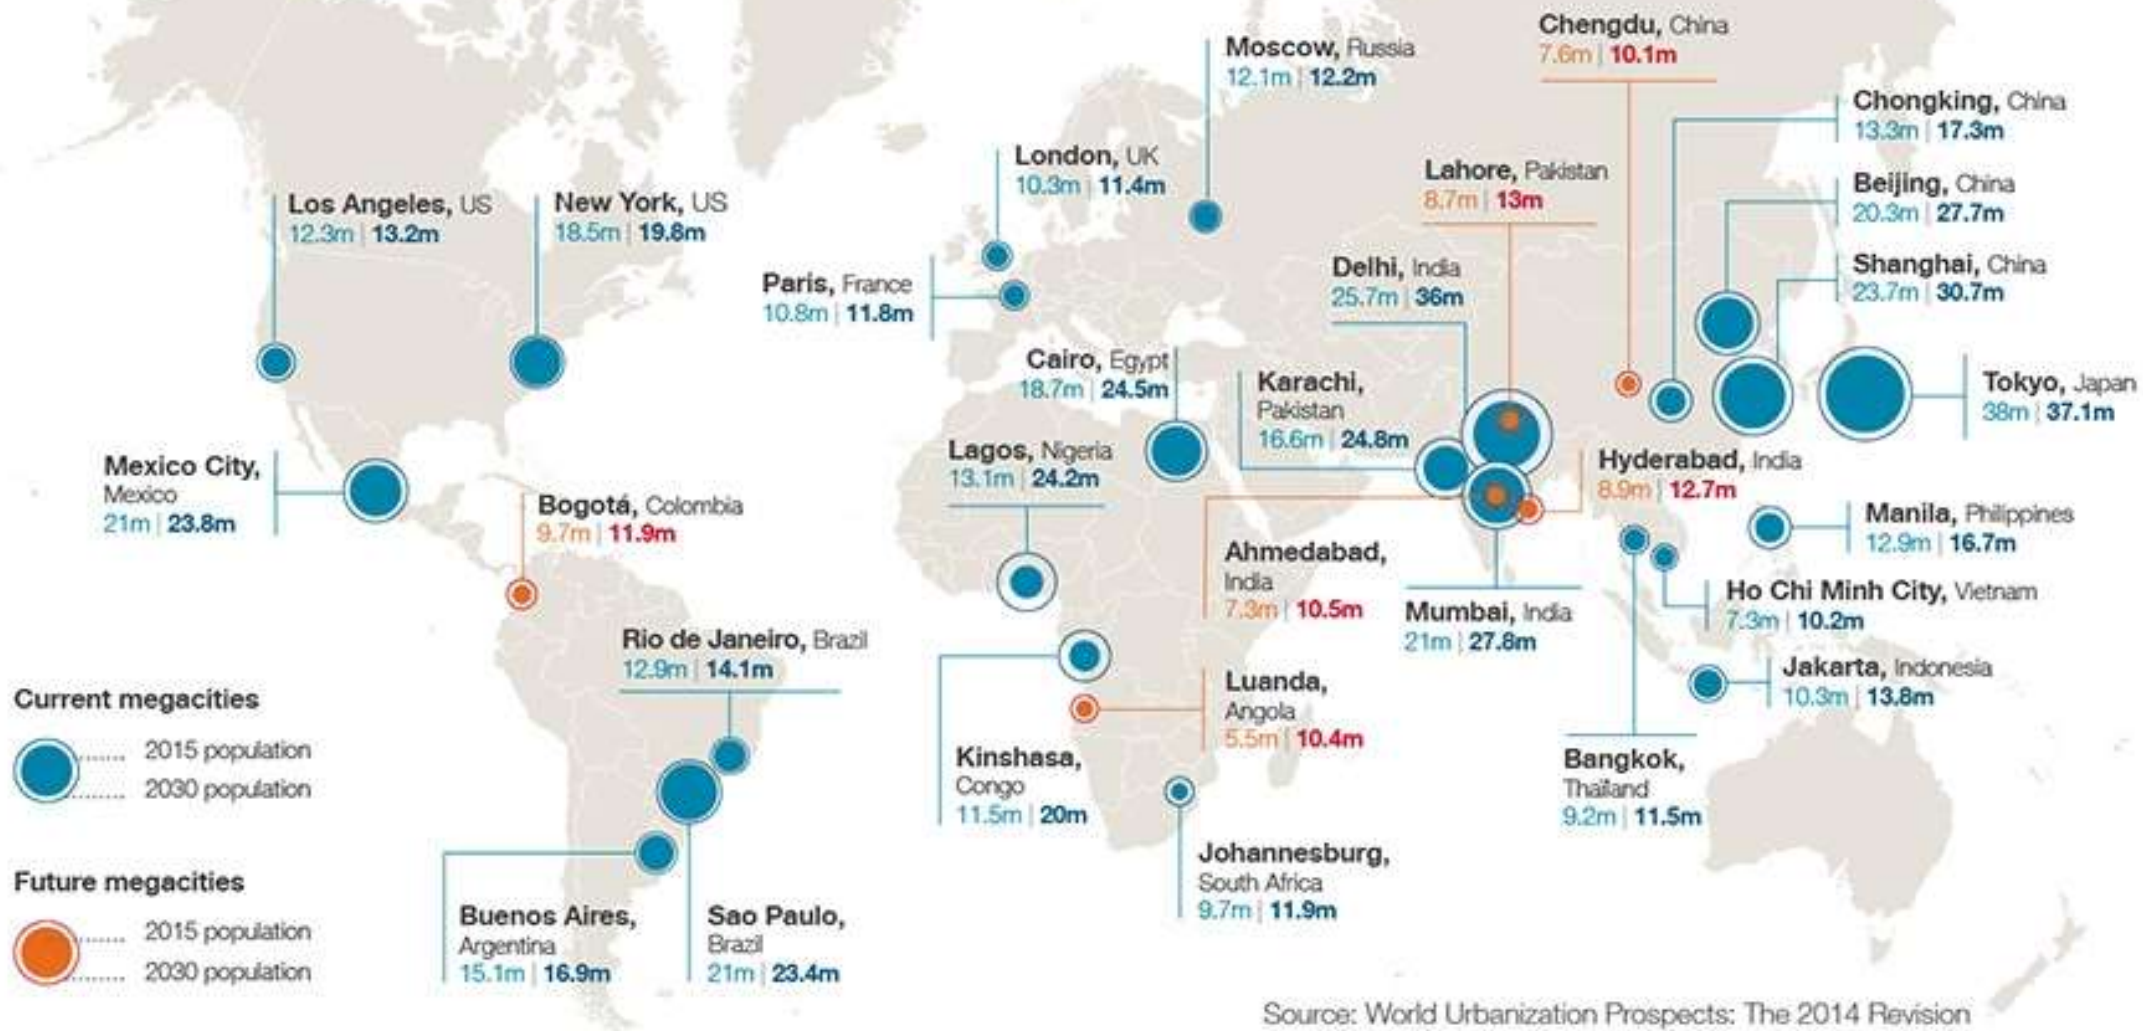 Chengdu, China
7.6m | 10.1m
Moscow, Russia
12.1m | 12.2m
Chongking, China
13.3m | 17.3m
London, UK
10.3m | 11.4m
Lahore, Pakistan
8.7m | 13m
Beijing, China
20.3m | 27.7m
Los Angeles, US
12.3m | 13.2m
New York, US
18.5m | 19.8m
Paris, France
10.8m | 11.8m
Delhi, India
25.7m | 36m
Shanghai, China
23.7m | 30.7m
Cairo, Egypt
18.7m | 24.5m
Karachi,
Pakistan
16.6m | 24.8m
Tokyo, Japan
38m | 37.1m
Mexico City,
Mexico
21m | 23.8m
Bogotá, Colombia
9.7m | 11.9m
Lagos, Nigeria
13.1m | 24.2m
Hyderabad, India
8.9m | 12.7m
Manila, Philippines
12.9m | 16.7m
Ahmedabad,
India
7.3m | 10.5m
Mumbai, India
21m | 27.8m
Ho Chi Minh City, Vietnam
7.3m | 10.2m
Rio de Janeiro, Brazil
12.9m | 14.1m
Luanda,
Angola
5.5m | 10.4m
Jakarta, Indonesia
10.3m | 13.8m
Kinshasa,
Congo
11.5m | 20m
Bangkok,
Thailand
9.2m | 11.5m
Johannesburg,
South Africa
9.7m | 11.9m
Buenos Aires,
Argentina
15.1m | 16.9m
Sao Paulo,
Brazil
21m | 23.4m
Current megacities
2015 population
2030 population
Future megacities
2015 population
2030 population
Source: World Urbanization Prospects: The 2014 Revision